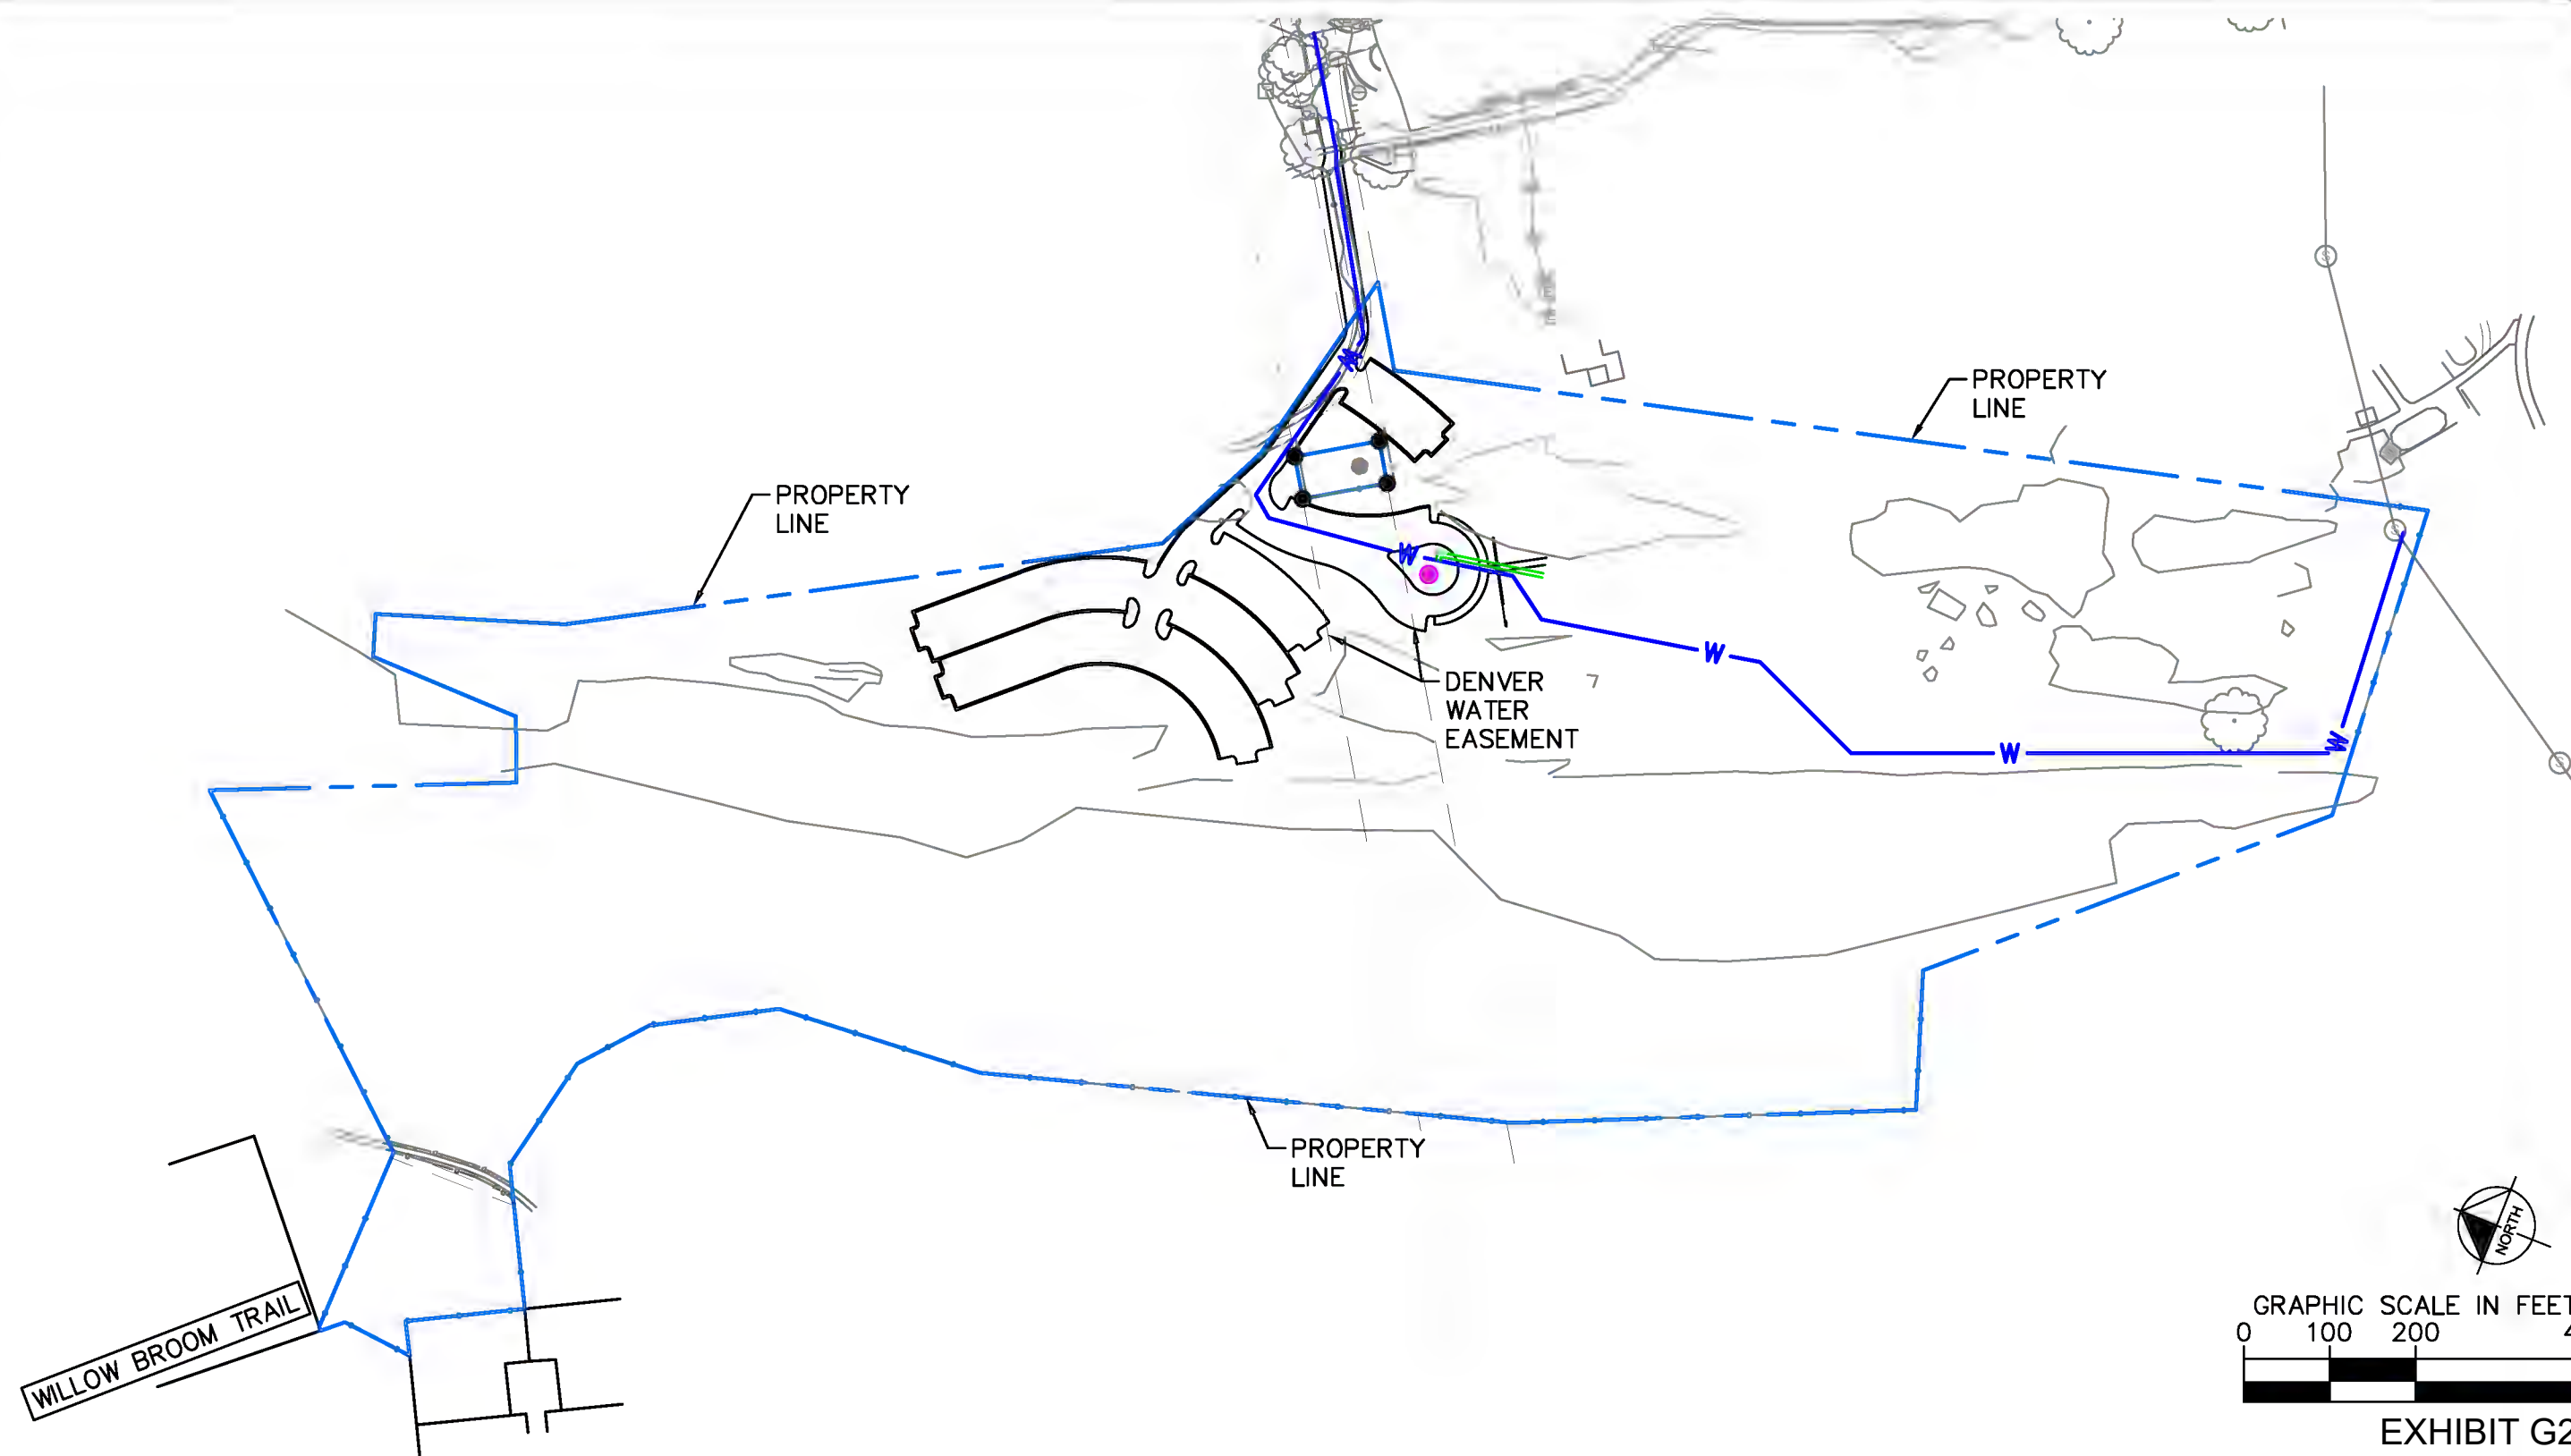 PROPERTY
LINE
PROPERTY
LINE
W
W
W
W
W
DENVER
WATER
EASEMENT
S
S
S
PROPERTY
LINE
WILLOW BROOM TRAIL
NORTH
GRAPHIC SCALE IN FEET
0 100 200 4
EXHIBIT G2